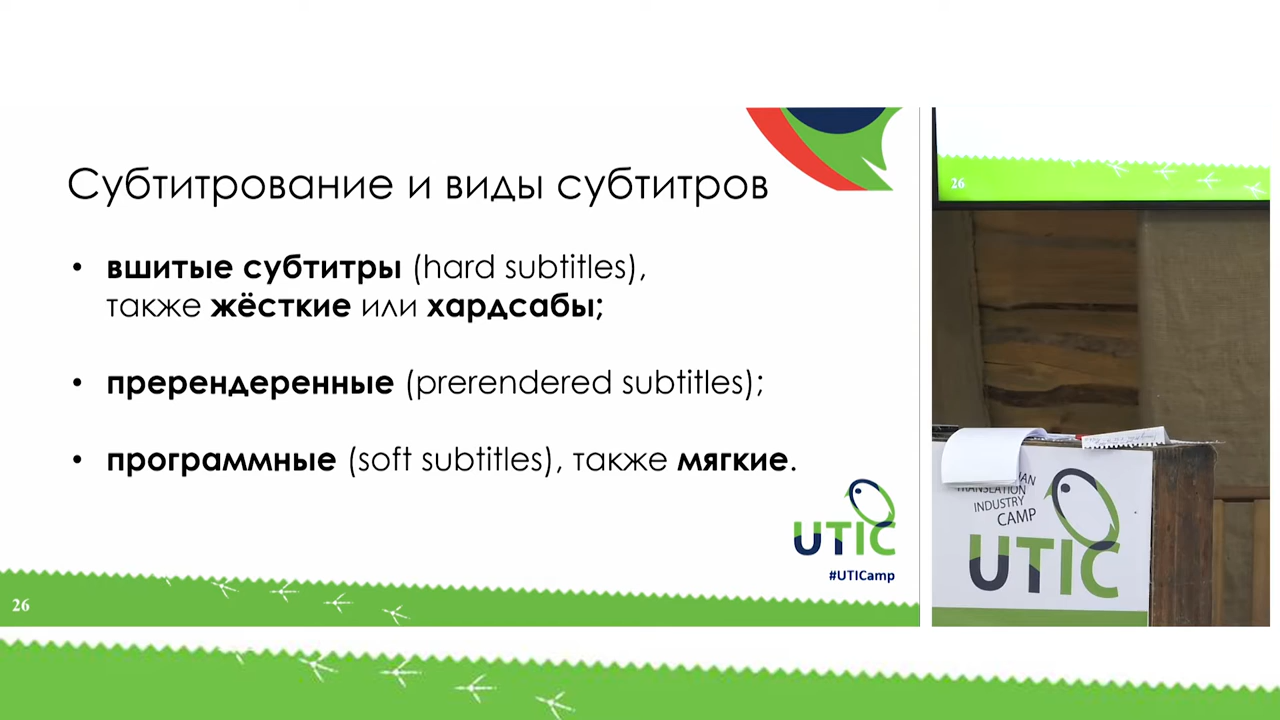 Субтитрование и виды субтитров
• вшитые субтитры (hard subtitles),
также жёсткие или хардсабы;
• пререндеренные (prerendered subtitles);
• программные (soft subtitles), также мягкие.
UTIC
#UTICamp
26
26
TRANSLATION
INDUSTRY
CAMP
UTIC